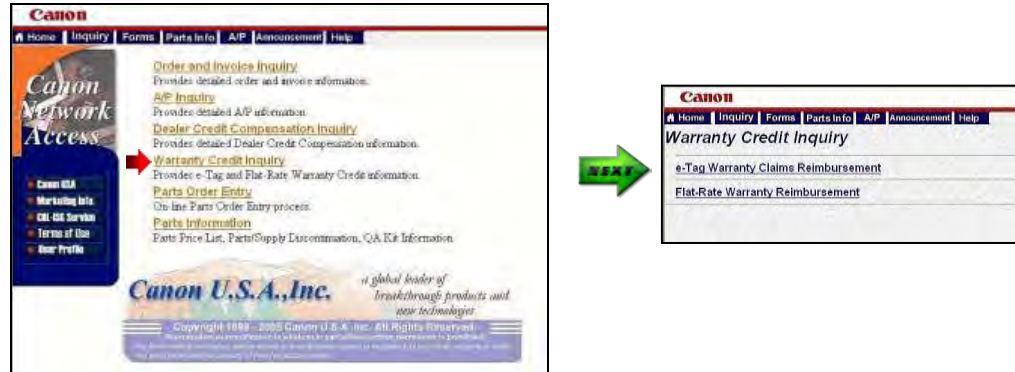 Canon
Home Inquiry Forms Parts Info A/P Announcement Help
Canon
Network
Access
Canon USA
Marketing Info
CBL-ISG Service
Terms of Use
User Profile
Order and Invoice Inquiry
Provides detailed order and invoice information.
A/P Inquiry
Provides detailed A/P information.
Dealer Credit Compensation Inquiry
Provides detailed Dealer Credit Compensation information.
Warranty Credit Inquiry
Provides e-Tag and Flat-Rate Warranty Credit information.
Parts Order Entry
On-line Parts Order Entry process.
Parts Information
Parts Price List, Parts/Supply Discontinuation, QA Kit Information
Canon U.S.A.,Inc.
a global leader of
breakthrough products and
new technologies
Copyright 1999 - 2005 Canon U.S.A. Inc. All Rights Reserved.
NEXT
Canon
Home Inquiry Forms Parts Info A/P Announcement Help
Warranty Credit Inquiry
e-Tag Warranty Claims Reimbursement
Flat-Rate Warranty Reimbursement